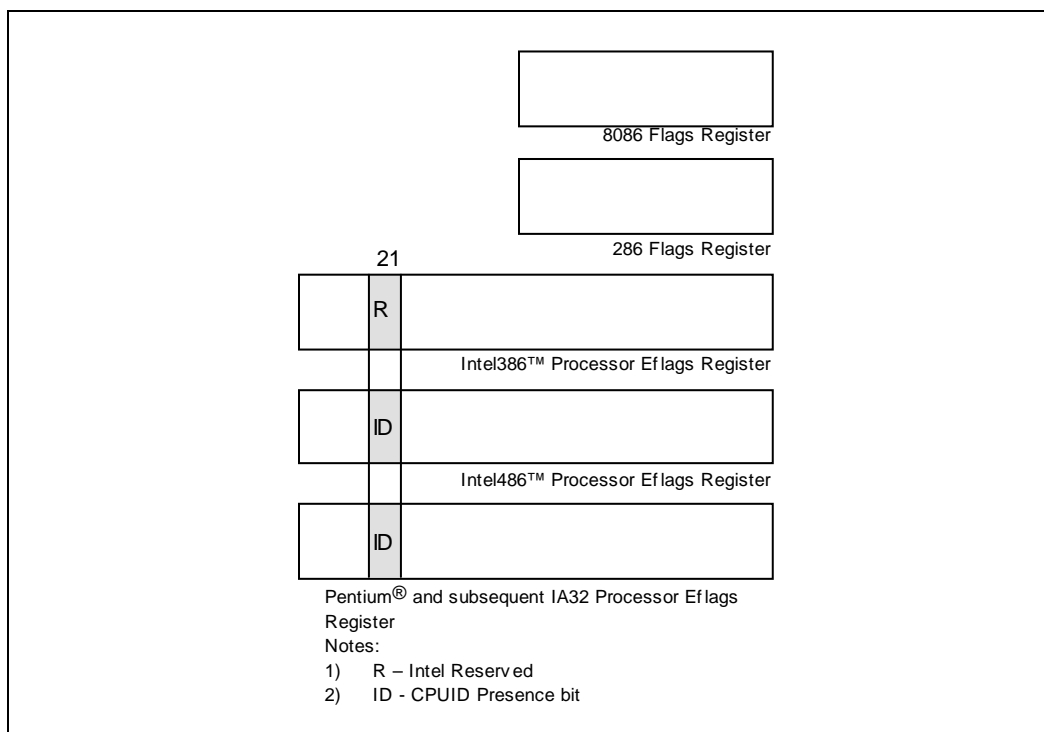 8086 Flags Register
286 Flags Register
21
R
Intel386™ Processor Eflags Register
ID
Intel486™ Processor Eflags Register
ID
Pentium® and subsequent IA32 Processor Eflags
Register
Notes:
1) R – Intel Reserved
2) ID - CPUID Presence bit